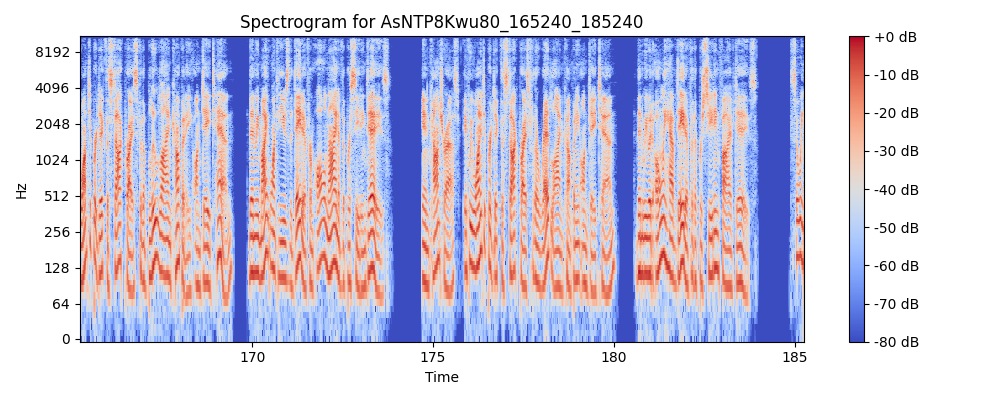 Spectrogram for AsNTP8Kwu80_165240_185240
8192
4096
2048
1024
512
256
128
64
0
Hz
170
175
180
185
Time
+0 dB
-10 dB
-20 dB
-30 dB
-40 dB
-50 dB
-60 dB
-70 dB
-80 dB